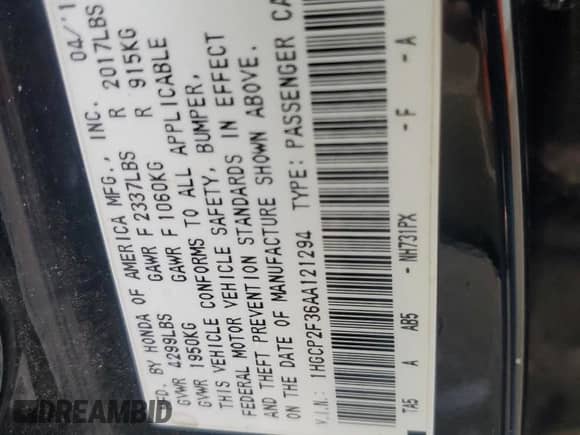 MFD. BY HONDA OF AMERICA MFG., INC. 04/'1
GVWR 4299LBS GAWR F 2337LBS R 2017LBS
GVWR 1950KG GAWR F 1060KG R 915KG
THIS VEHICLE CONFORMS TO ALL APPLICABLE
FEDERAL MOTOR VEHICLE SAFETY, BUMPER,
AND THEFT PREVENTION STANDARDS IN EFFECT
ON THE DATE OF MANUFACTURE SHOWN ABOVE.
V.I.N.: 1HGCP2F36AA121294 TYPE: PASSENGER CA
TA5 A AB5 - NH731PX - F - A
DREAMBID